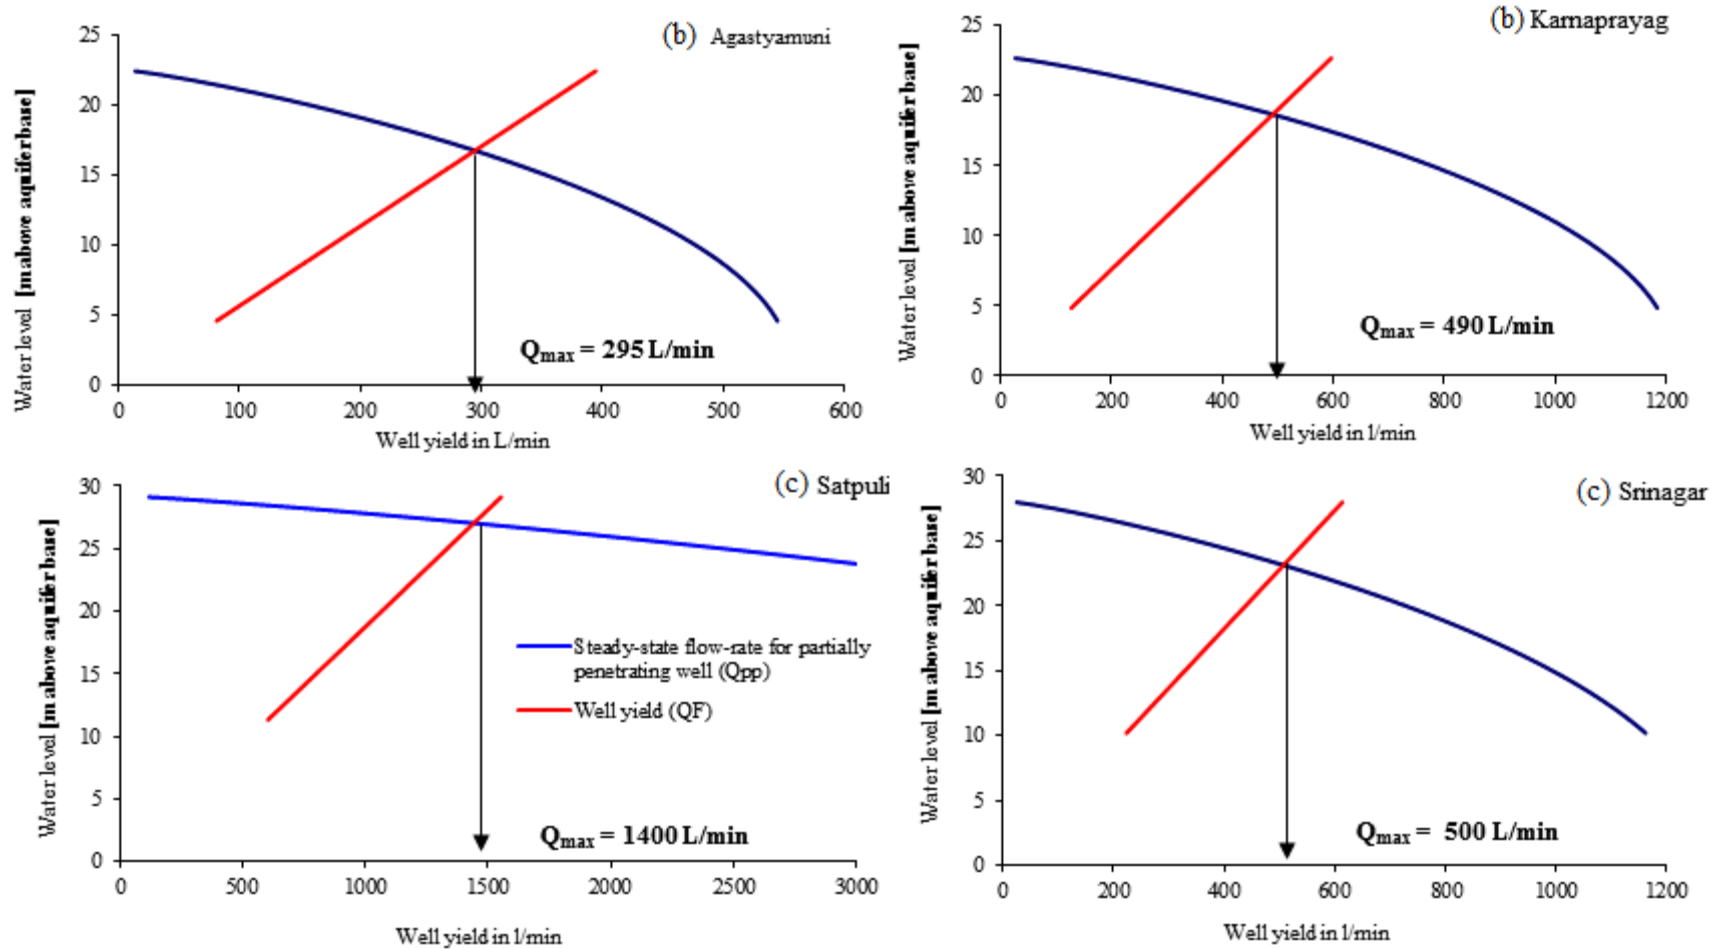 (b) Agastyamuni
Water level [m above aquifer base]
25
20
15
10
5
0
Qmax = 295 L/min
0 100 200 300 400 500 600
Well yield in L/min
(b) Karnaprayag
Water level [m above aquifer base]
25
20
15
10
5
0
Qmax = 490 L/min
0 200 400 600 800 1000 1200
Well yield in l/min
(c) Satpuli
Water level [m above aquifer base]
30
25
20
15
10
5
0
Steady-state flow-rate for partially
penetrating well (Qpp)
Well yield (QF)
Qmax = 1400 L/min
0 500 1000 1500 2000 2500 3000
Well yield in l/min
(c) Srinagar
Water level [m above aquifer base]
30
25
20
15
10
5
0
Qmax = 500 L/min
0 200 400 600 800 1000 1200
Well yield in l/min